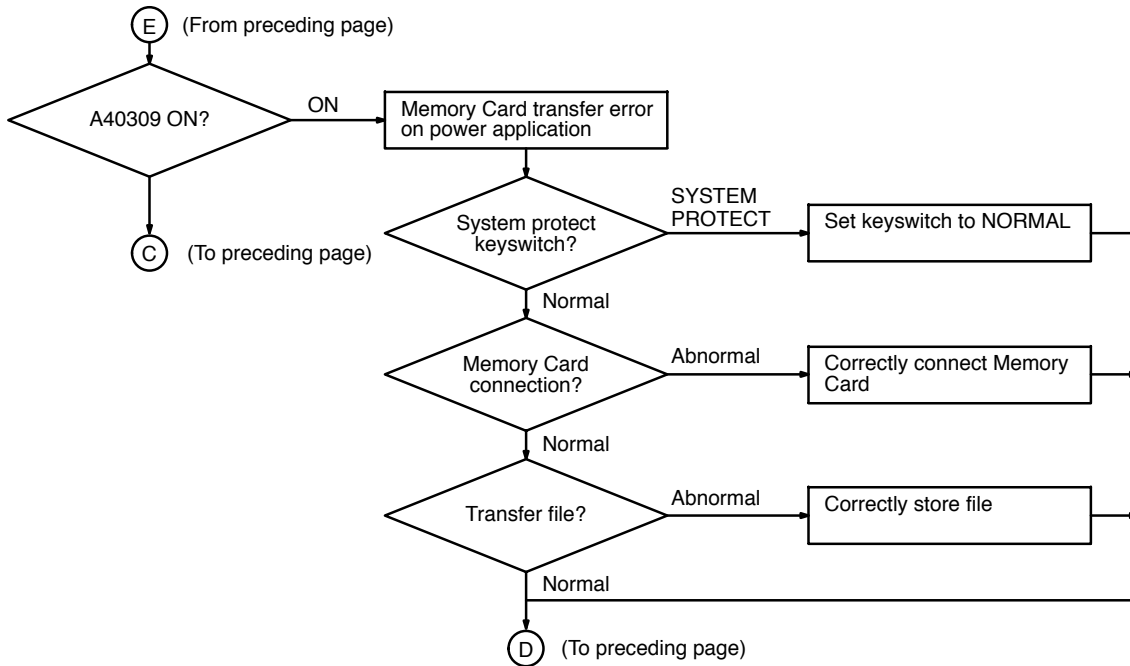 E (From preceding page)
A40309 ON?
ON
Memory Card transfer error
on power application
C (To preceding page)
System protect
keyswitch?
SYSTEM
PROTECT
Set keyswitch to NORMAL
Normal
Memory Card
connection?
Abnormal
Correctly connect Memory
Card
Normal
Transfer file?
Abnormal
Correctly store file
Normal
D (To preceding page)